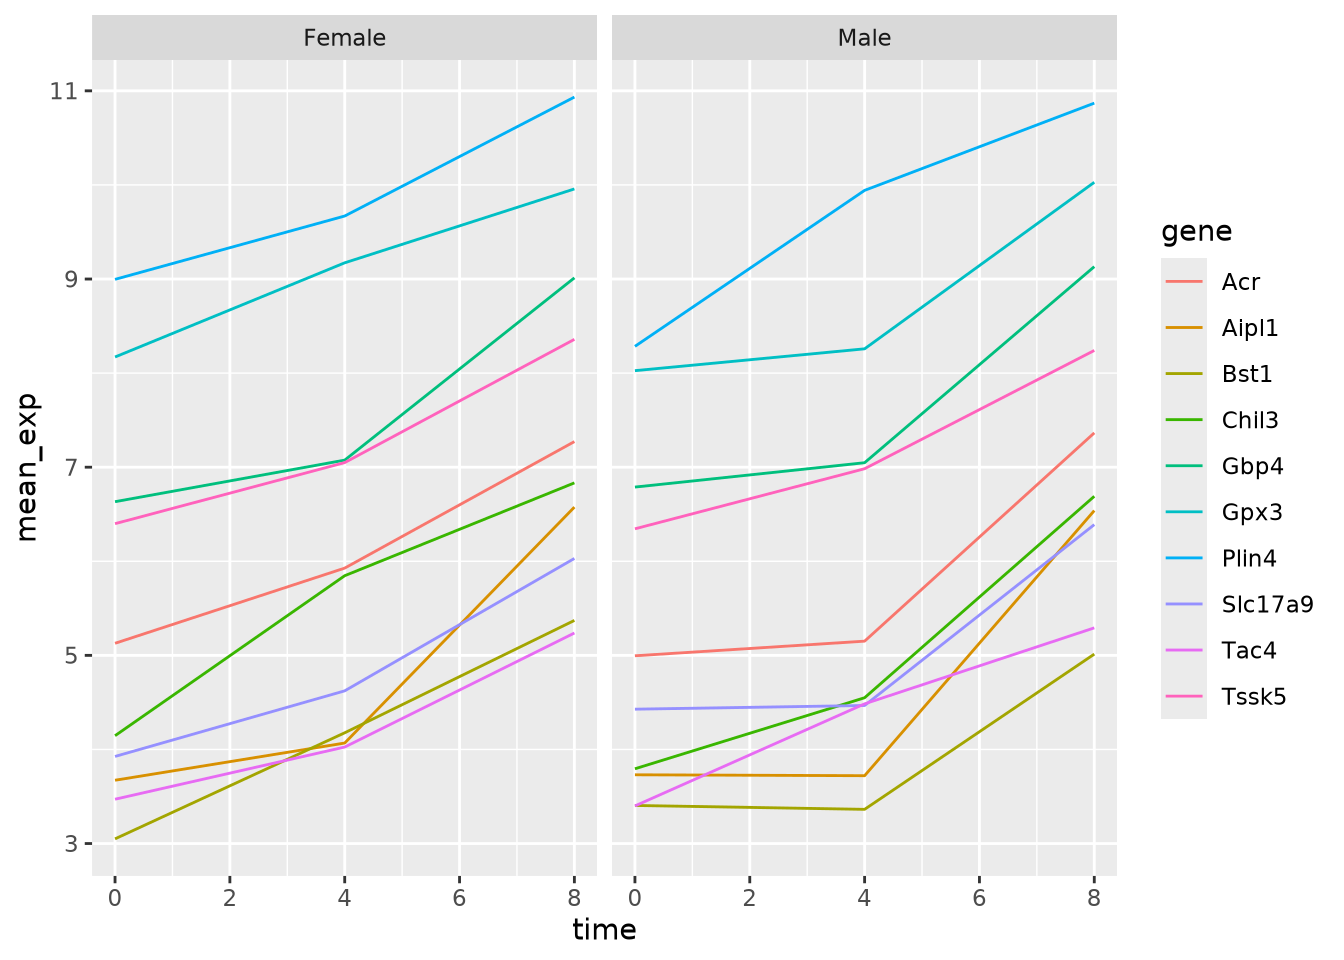 Female
Male
11
9
7
5
3
mean_exp
0 2 4 6 8
0 2 4 6 8
time
gene
Acr
Aipl1
Bst1
Chil3
Gbp4
Gpx3
Plin4
Slc17a9
Tac4
Tssk5